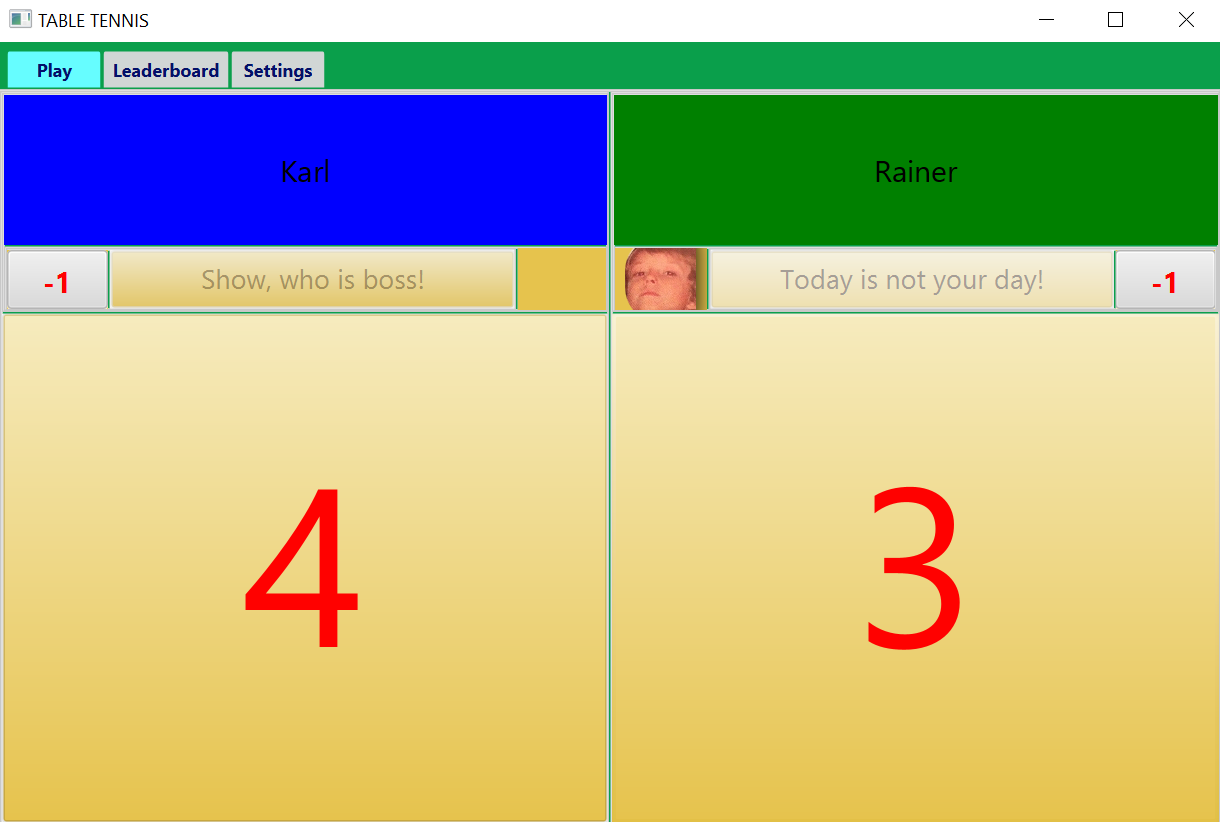 TABLE TENNIS
Play Leaderboard Settings
Karl Rainer
-1 Show, who is boss! Today is not your day! -1
4 3